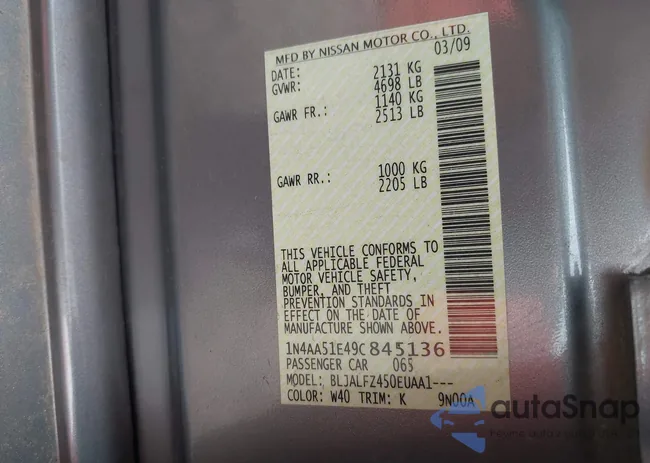 MFD BY NISSAN MOTOR CO., LTD.
03/09
DATE: 2131 KG
GVWR: 4698 LB
1140 KG
GAWR FR.: 2513 LB
1000 KG
GAWR RR.: 2205 LB
THIS VEHICLE CONFORMS TO
ALL APPLICABLE FEDERAL
MOTOR VEHICLE SAFETY,
BUMPER, AND THEFT
PREVENTION STANDARDS IN
EFFECT ON THE DATE OF
MANUFACTURE SHOWN ABOVE.
1N4AA51E49C845136
PASSENGER CAR 065
MODEL: BLJALFZ450EUAA1---
COLOR: W40 TRIM: K 9N00A
autaSnap